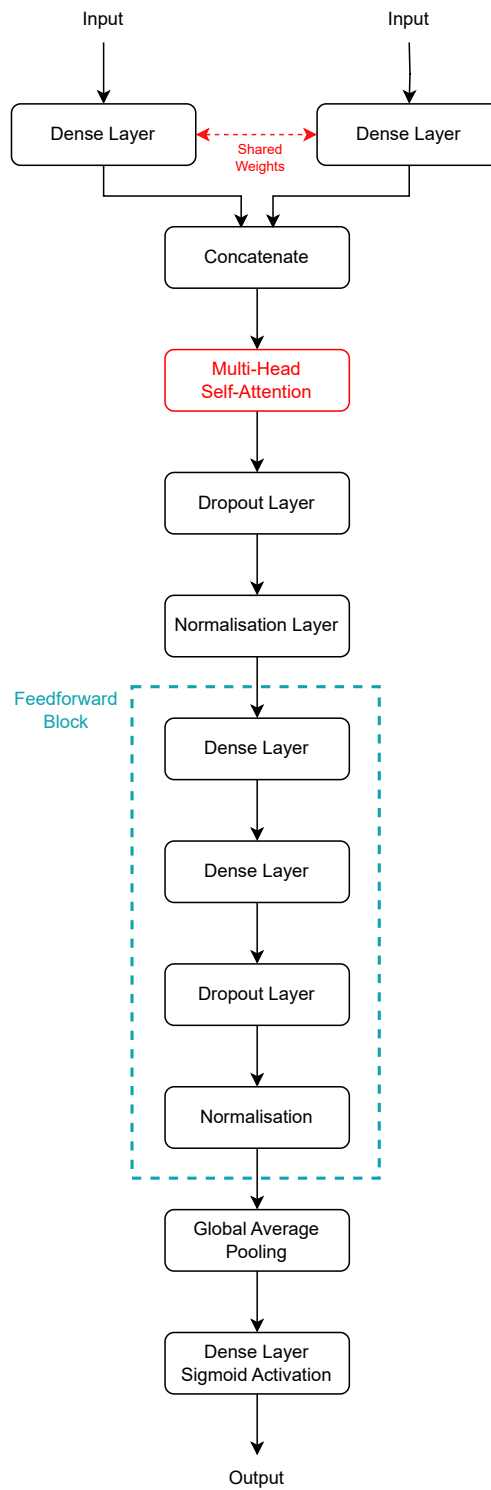 Input
Input
Dense Layer
Dense Layer
Shared
Weights
Concatenate
Multi-Head
Self-Attention
Dropout Layer
Normalisation Layer
Feedforward
Block
Dense Layer
Dense Layer
Dropout Layer
Normalisation
Global Average
Pooling
Dense Layer
Sigmoid Activation
Output